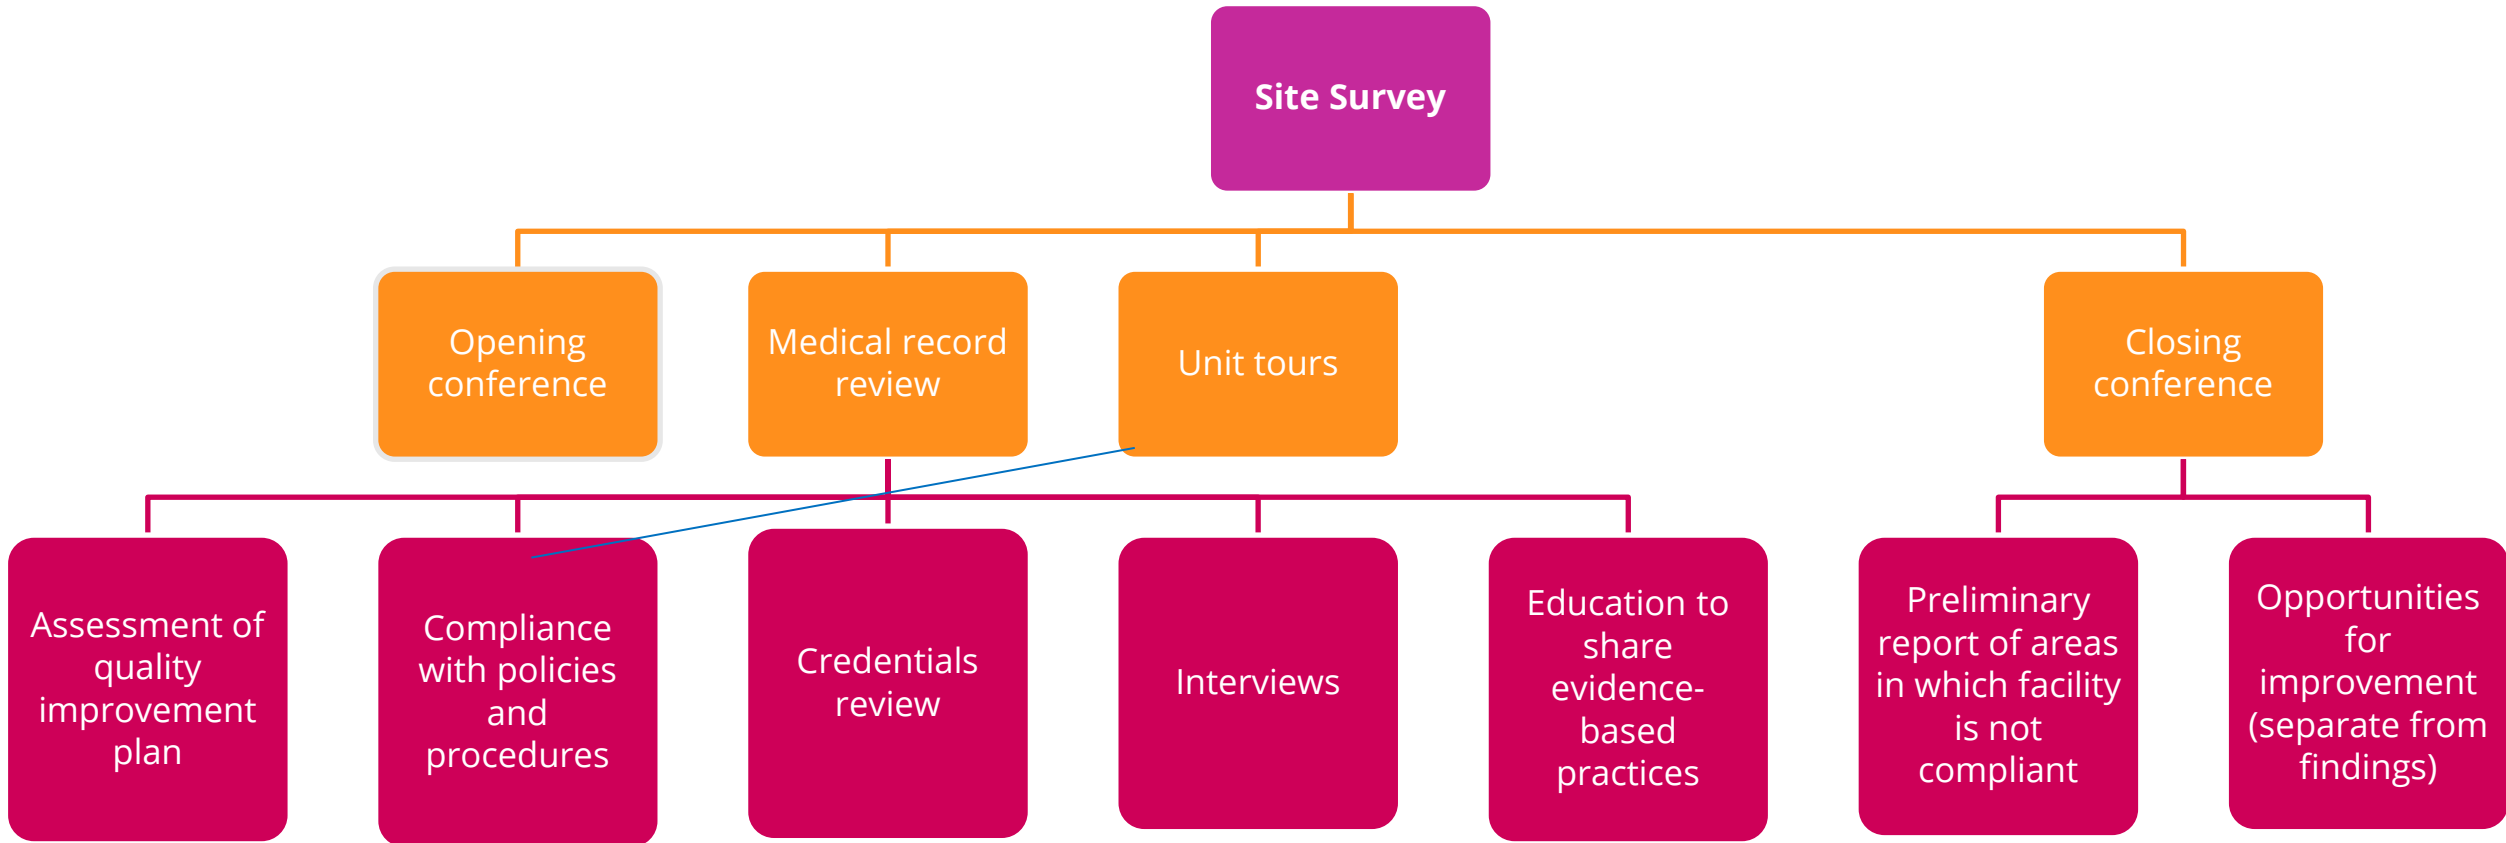 Site Survey
Opening
conference
Medical record
review
Unit tours
Closing
conference
Assessment of
quality
improvement
plan
Compliance
with policies
and
procedures
Credentials
review
Interviews
Education to
share
evidence-
based
practices
Preliminary
report of areas
in which facility
is not
compliant
Opportunities
for
improvement
(separate from
findings)